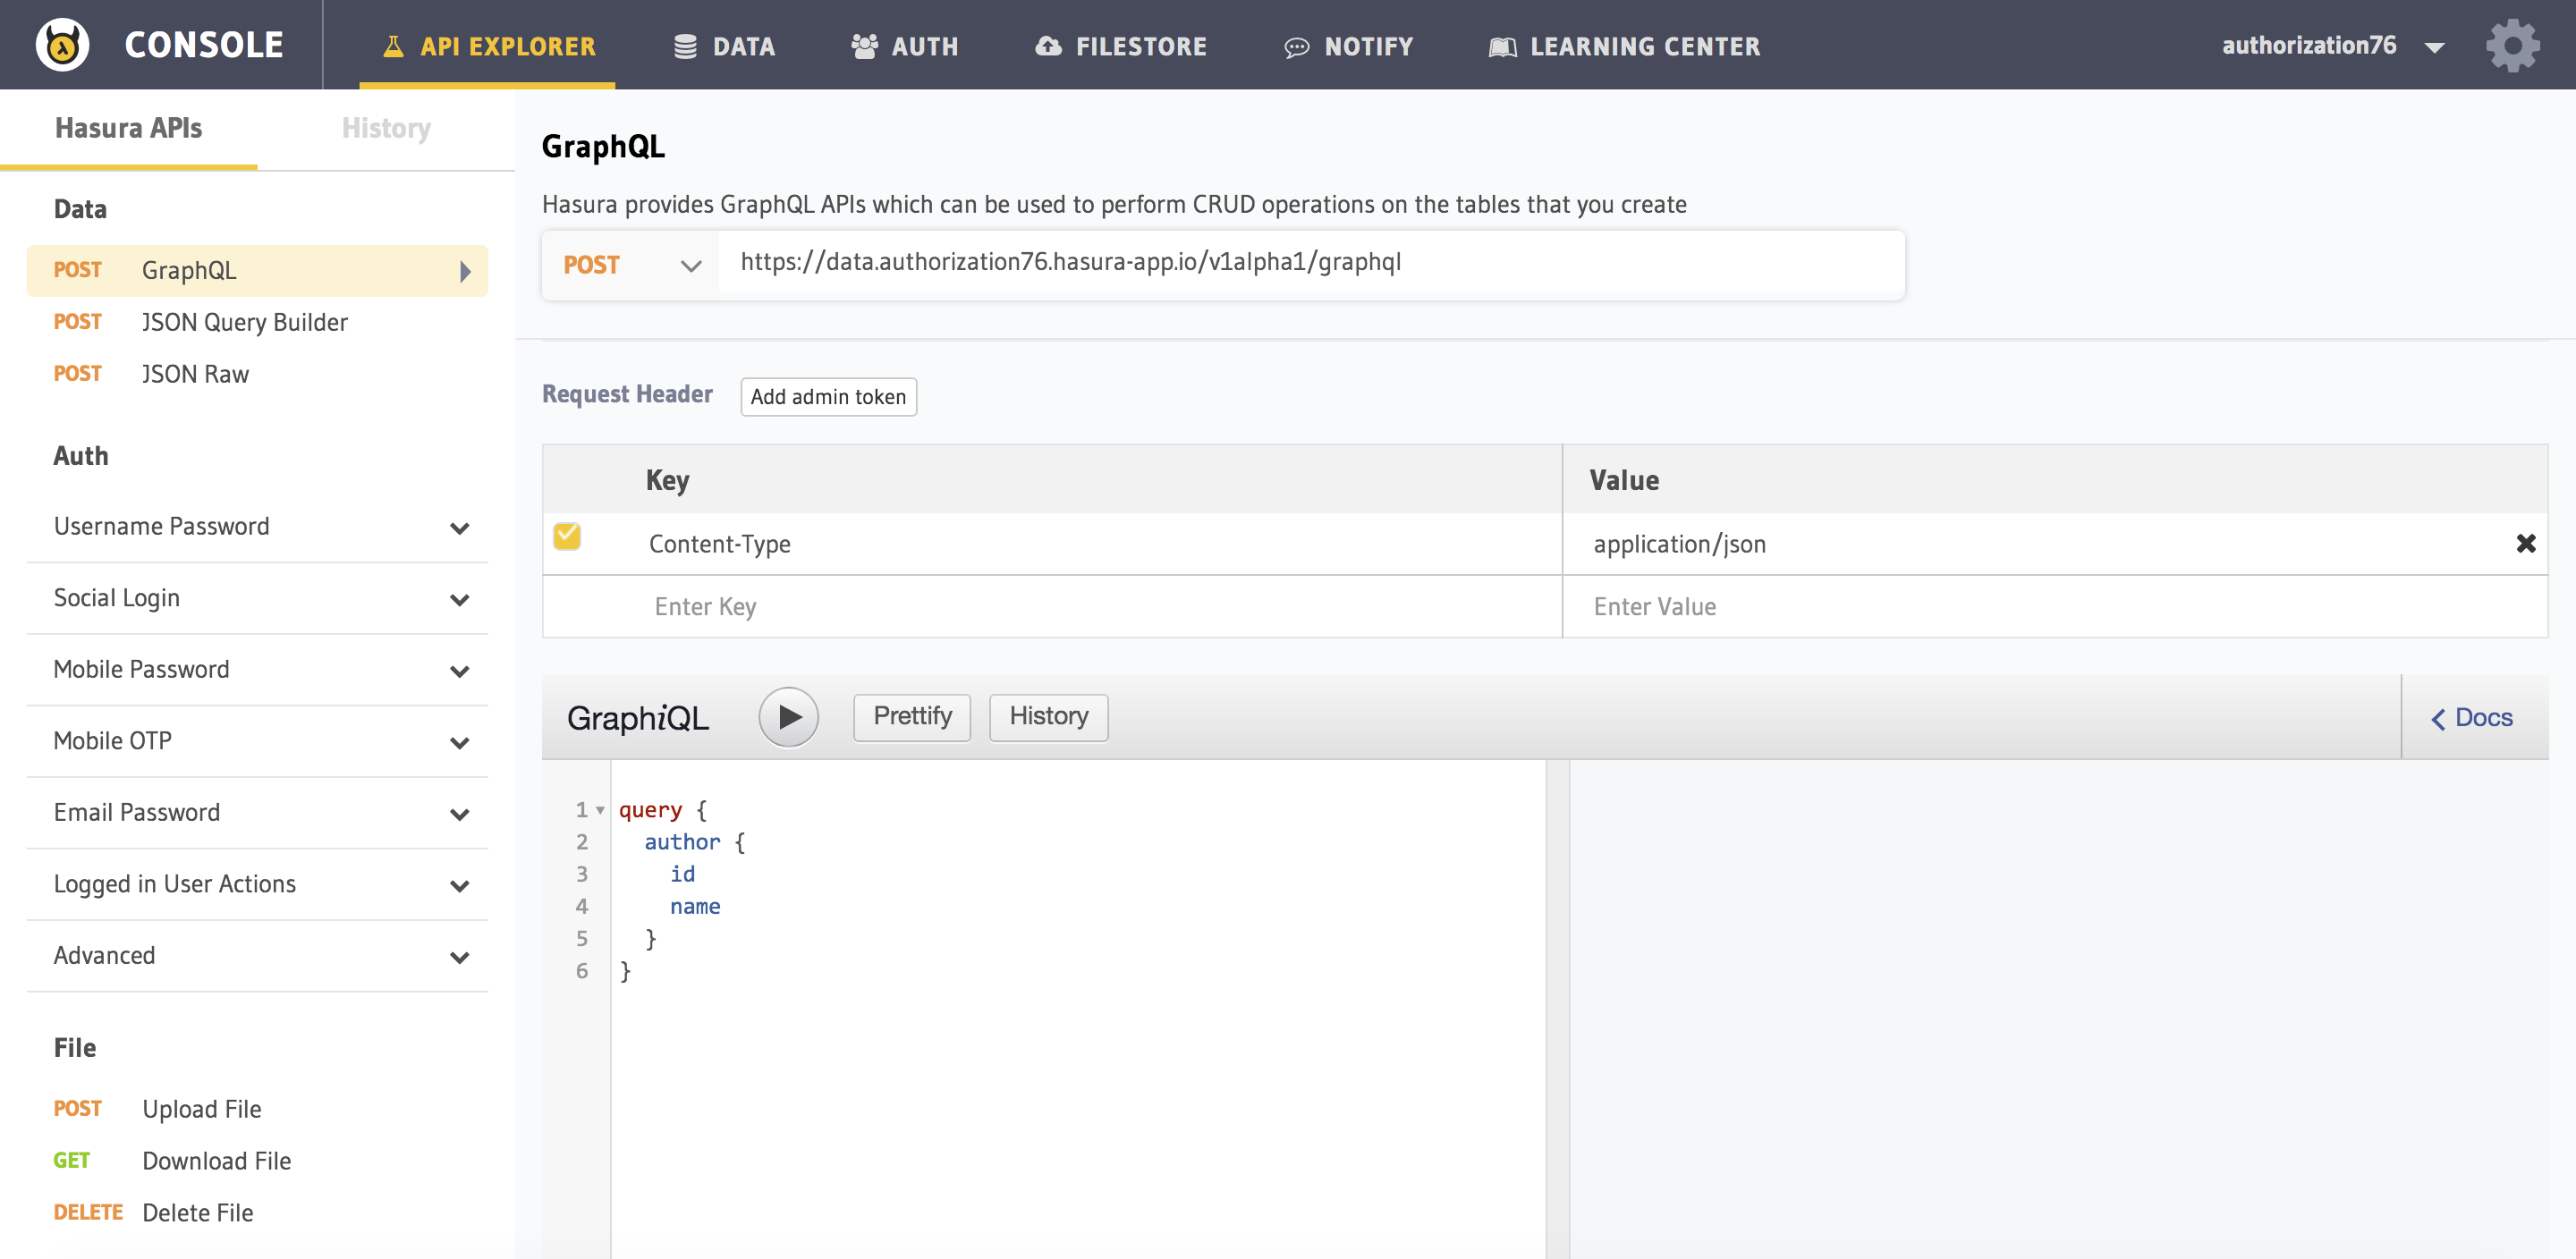 CONSOLE
API EXPLORER
DATA
AUTH
FILESTORE
NOTIFY
LEARNING CENTER
authorization76
Hasura APIs
History
Data
POST GraphQL
POST JSON Query Builder
POST JSON Raw
Auth
Username Password
Social Login
Mobile Password
Mobile OTP
Email Password
Logged in User Actions
Advanced
File
POST Upload File
GET Download File
DELETE Delete File
GraphQL
Hasura provides GraphQL APIs which can be used to perform CRUD operations on the tables that you create
POST https://data.authorization76.hasura-app.io/v1alpha1/graphql
Request Header Add admin token
Key Value
Content-Type application/json
Enter Key Enter Value
GraphiQL Prettify History Docs
1 query {
2 author {
3 id
4 name
5 }
6 }